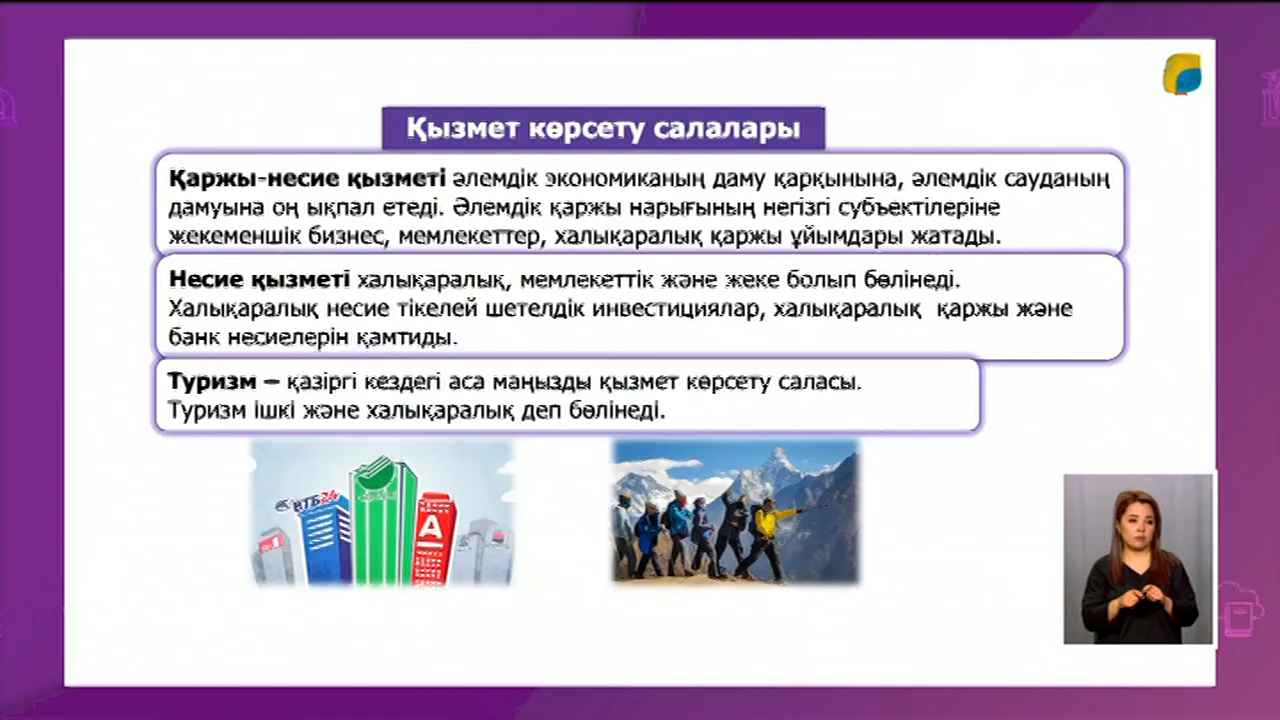 Қызмет көрсету салалары
Қаржы-несие қызметі әлемдік экономиканың даму қарқынына, әлемдік сауданың
дамуына оң ықпал етеді. Әлемдік қаржы нарығының негізгі субъектілеріне
жекеменшік бизнес, мемлекеттер, халықаралық қаржы ұйымдары жатады.
Несие қызметі халықаралық, мемлекеттік және жеке болып бөлінеді.
Халықаралық несие тікелей шетелдік инвестициялар, халықаралық қаржы және
банк несиелерін қамтиды.
Туризм – қазіргі кездегі аса маңызды қызмет көрсету саласы.
Туризм ішкі және халықаралық деп бөлінеді.
ВТБ24
А